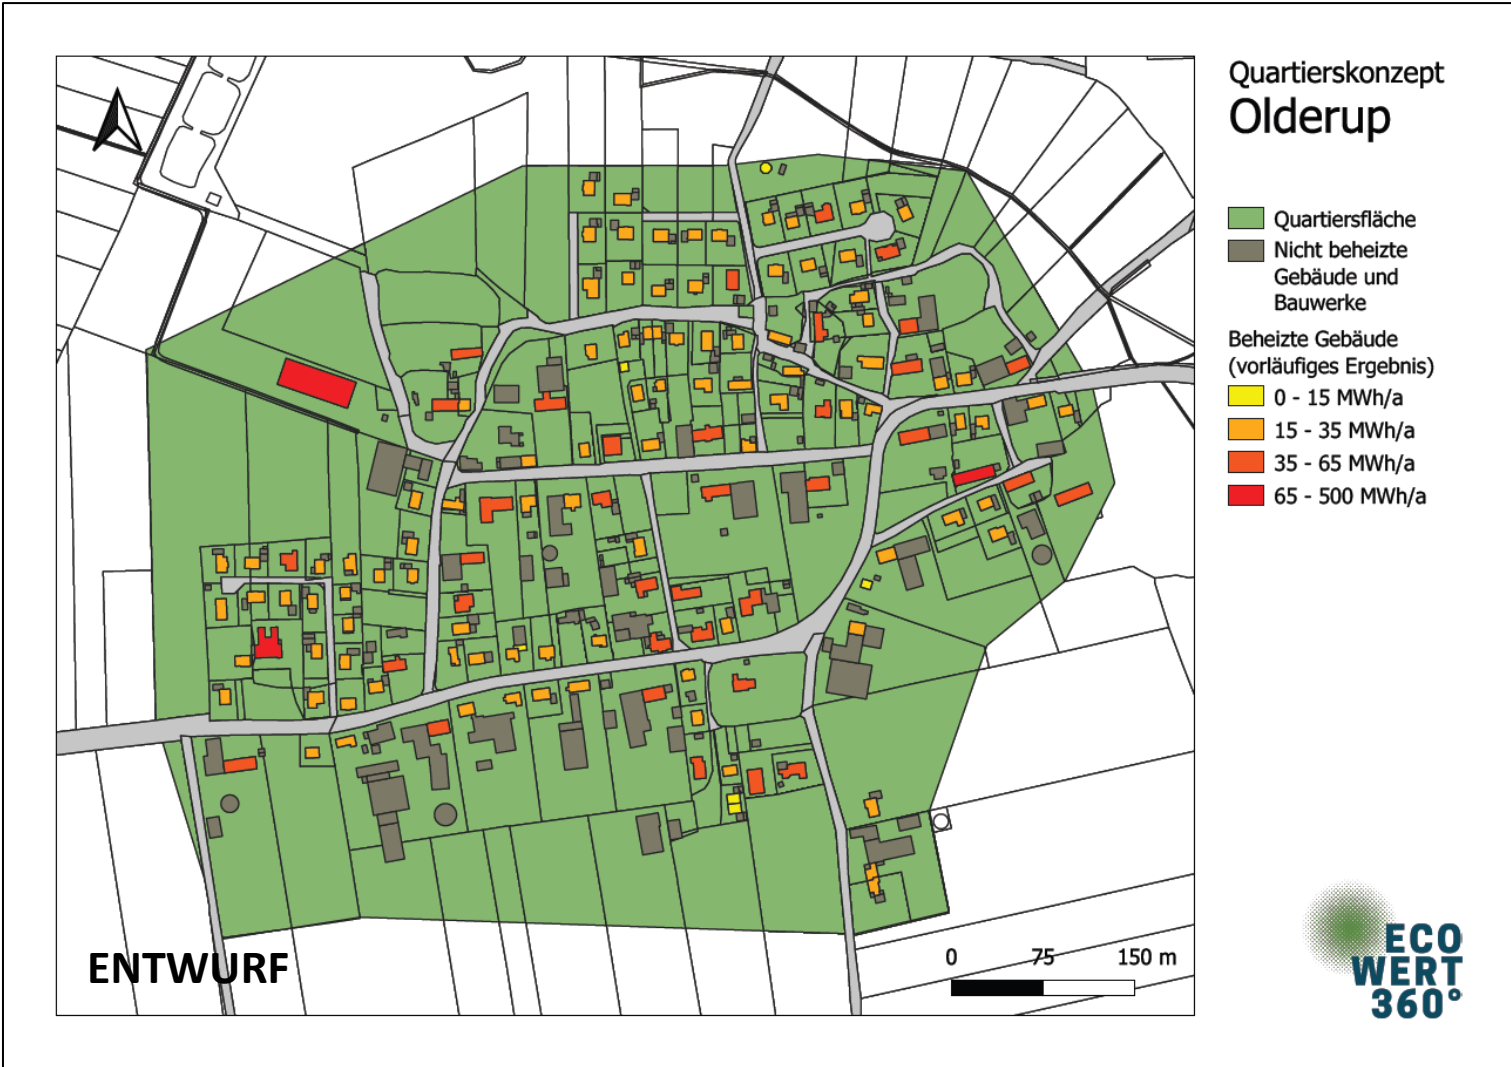 Quartierskonzept
Olderup
Quartiersfläche
Nicht beheizte
Gebäude und
Bauwerke
Beheizte Gebäude
(vorläufiges Ergebnis)
0 - 15 MWh/a
15 - 35 MWh/a
35 - 65 MWh/a
65 - 500 MWh/a
ENTWURF
0 75 150 m
ECO
WERT
360°